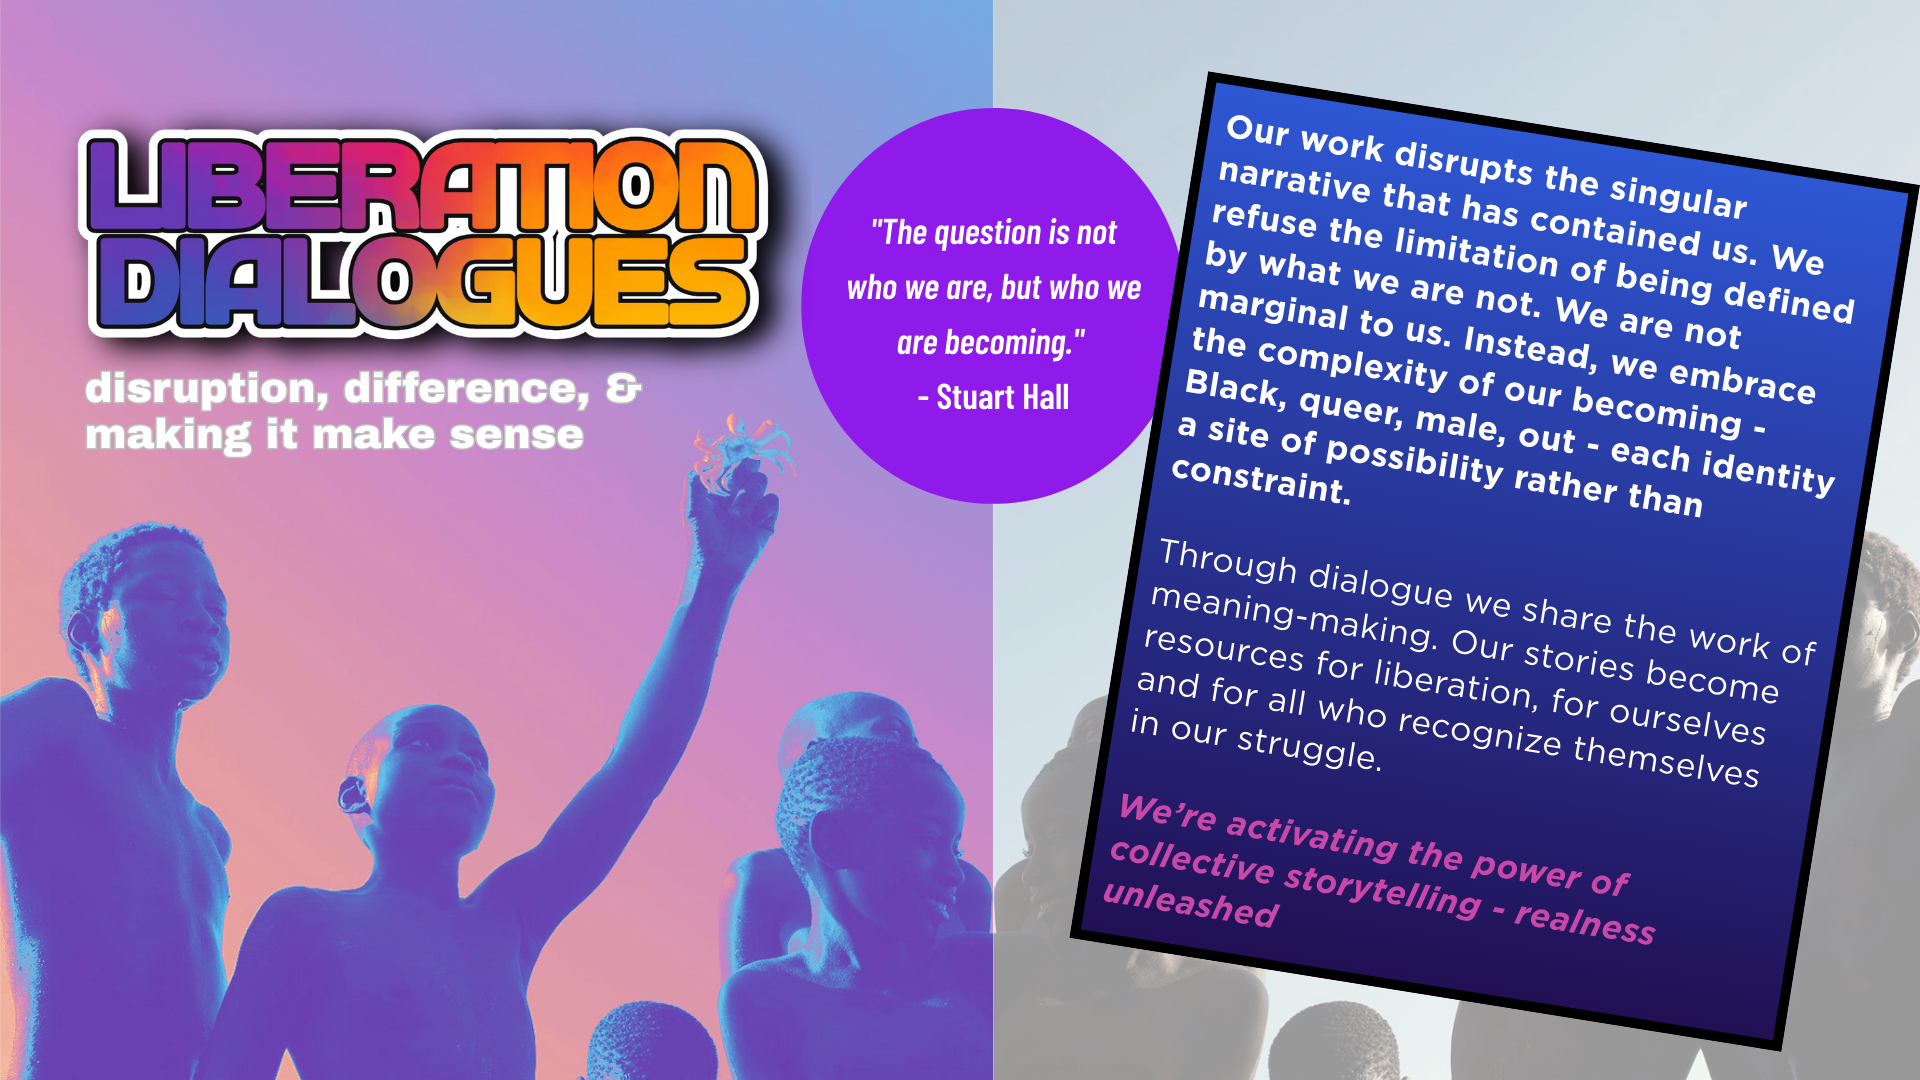 LIBERATION
DIALOGUES
disruption, difference, &
making it make sense
"The question is not
who we are, but who we
are becoming."
- Stuart Hall
Our work disrupts the singular
narrative that has contained us. We
refuse the limitation of being defined
by what we are not. We are not
marginal to us. Instead, we embrace
the complexity of our becoming -
Black, queer, male, out - each identity
a site of possibility rather than
constraint.
Through dialogue we share the work of
meaning-making. Our stories become
resources for liberation, for ourselves
and for all who recognize themselves
in our struggle.
We’re activating the power of
collective storytelling - realness
unleashed